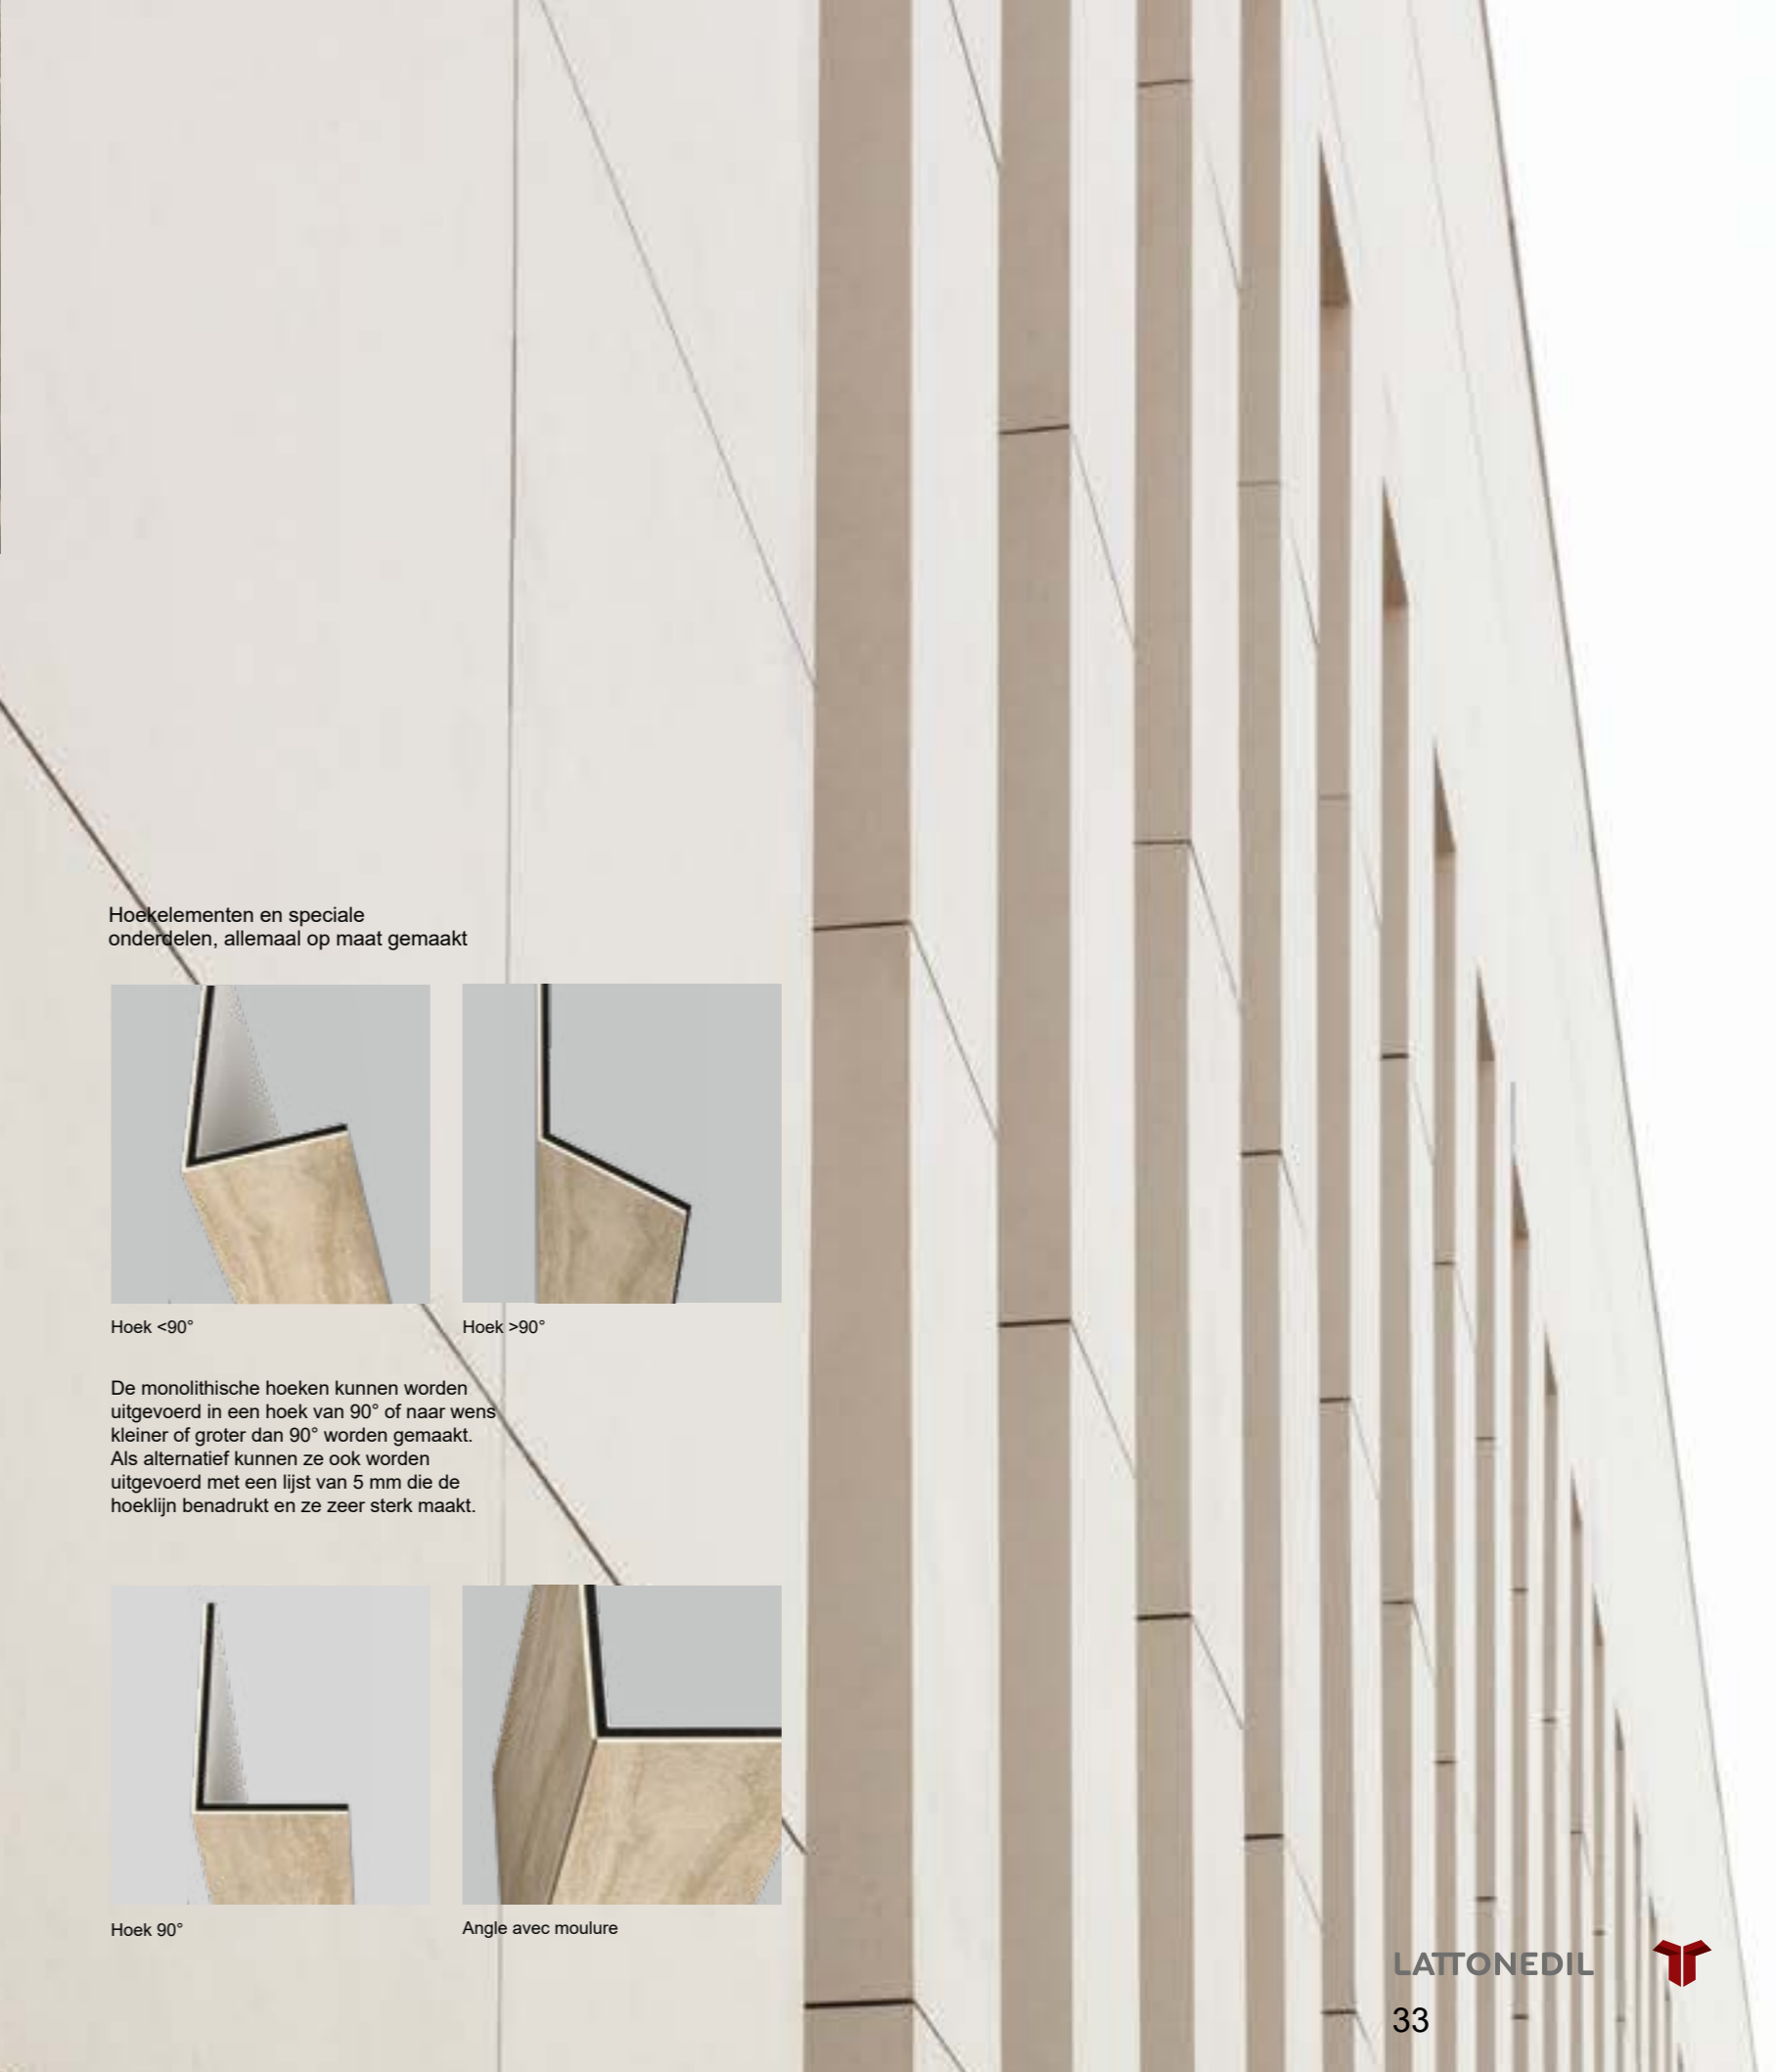 Hoekelementen en speciale
onderdelen, allemaal op maat gemaakt
Hoek <90°
Hoek >90°
De monolithische hoeken kunnen worden
uitgevoerd in een hoek van 90° of naar wens
kleiner of groter dan 90° worden gemaakt.
Als alternatief kunnen ze ook worden
uitgevoerd met een lijst van 5 mm die de
hoeklijn benadrukt en ze zeer sterk maakt.
Hoek 90°
Angle avec moulure
LATTONEDIL
33